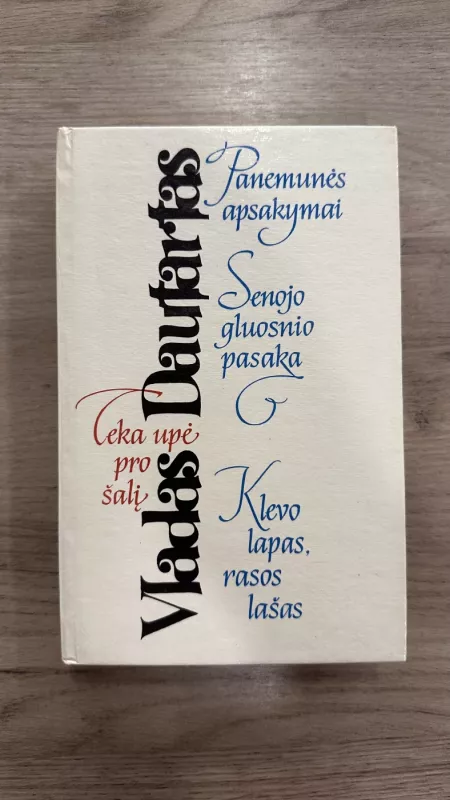 Vladas Dautartas
Teka upė
pro
šalį
Panemunės
apsakymai
Senojo
gluosnio
pasaka
Klevo
lapas,
rasos
lašas